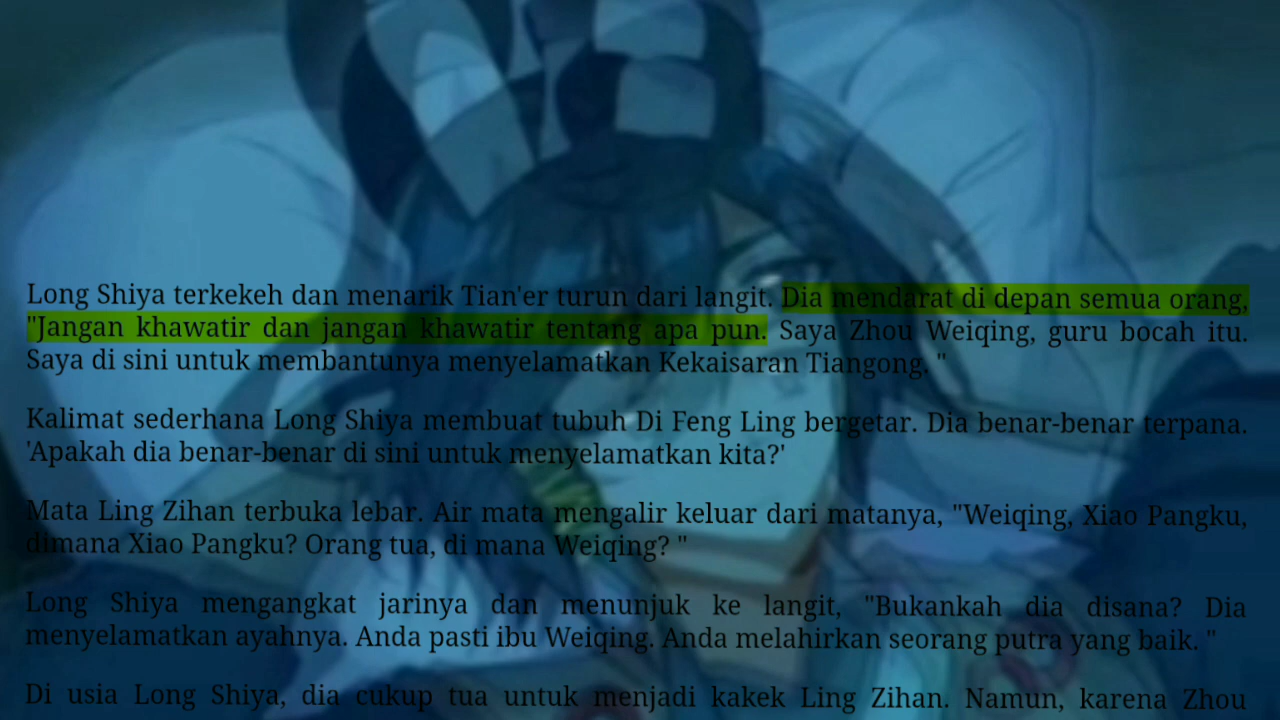 Long Shiya terkekeh dan menarik Tian'er turun dari langit. Dia mendarat di depan semua orang,
"Jangan khawatir dan jangan khawatir tentang apa pun. Saya Zhou Weiqing, guru bocah itu.
Saya di sini untuk membantunya menyelamatkan Kekaisaran Tiangong. "
Kalimat sederhana Long Shiya membuat tubuh Di Feng Ling bergetar. Dia benar-benar terpana.
'Apakah dia benar-benar di sini untuk menyelamatkan kita?'
Mata Ling Zihan terbuka lebar. Air mata mengalir keluar dari matanya, "Weiqing, Xiao Pangku,
dimana Xiao Pangku? Orang tua, di mana Weiqing? "
Long Shiya mengangkat jarinya dan menunjuk ke langit, "Bukankah dia disana? Dia
menyelamatkan ayahnya. Anda pasti ibu Weiqing. Anda melahirkan seorang putra yang baik. "
Di usia Long Shiya, dia cukup tua untuk menjadi kakek Ling Zihan. Namun, karena Zhou